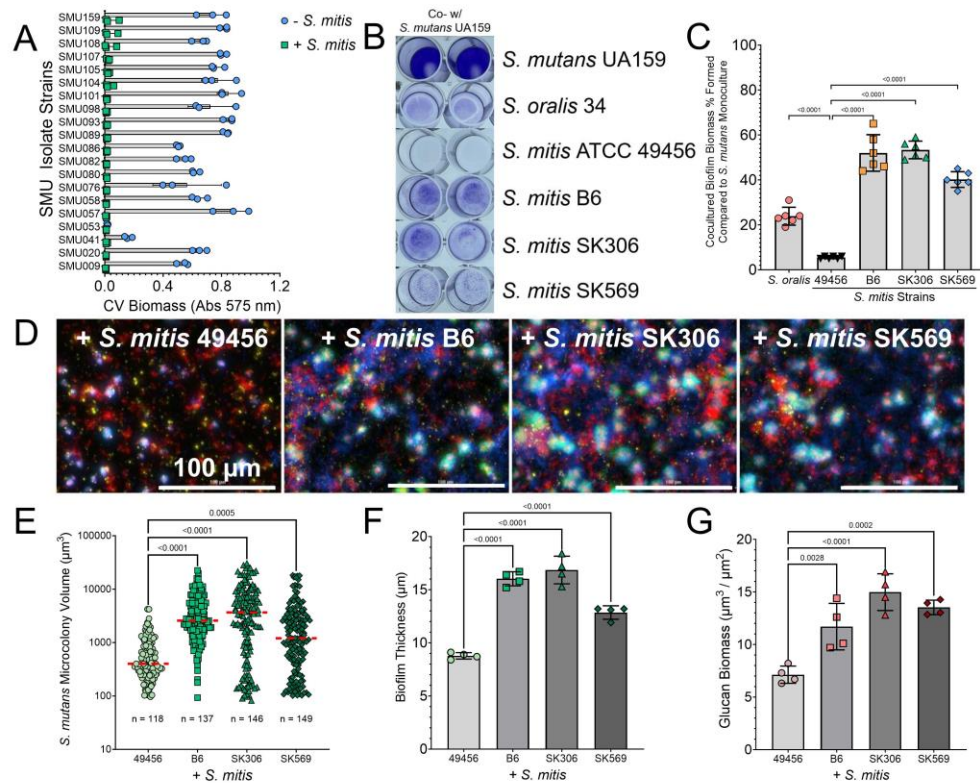 A
SMU Isolate Strains
SMU159
SMU109
SMU108
SMU107
SMU105
SMU104
SMU101
SMU098
SMU093
SMU089
SMU086
SMU082
SMU080
SMU076
SMU058
SMU057
SMU053
SMU041
SMU020
SMU009
- S. mitis
+ S. mitis
0.0 0.3 0.6 0.9 1.2
CV Biomass (Abs 575 nm)
B
Co- w/
S. mutans UA159
S. mutans UA159
S. oralis 34
S. mitis ATCC 49456
S. mitis B6
S. mitis SK306
S. mitis SK569
C
Cocultured Biofilm Biomass % Formed
Compared to S. mutans Monoculture
100
80
60
40
20
0
<0.0001
<0.0001
<0.0001 <0.0001
S. oralis 49456 B6 SK306 SK569
S. mitis Strains
D
+ S. mitis 49456
+ S. mitis B6
+ S. mitis SK306
+ S. mitis SK569
100 µm
E
S. mutans Microcolony Volume (µm³)
100000
10000
1000
100
10
0.0005
<0.0001
<0.0001
n = 118 n = 137 n = 146 n = 149
49456 B6 SK306 SK569
+ S. mitis
F
Biofilm Thickness (µm)
20
15
10
5
0
<0.0001
<0.0001
<0.0001
49456 B6 SK306 SK569
+ S. mitis
G
Glucan Biomass (µm³ / µm²)
20
15
10
5
0
0.0002
<0.0001
0.0028
49456 B6 SK306 SK569
+ S. mitis